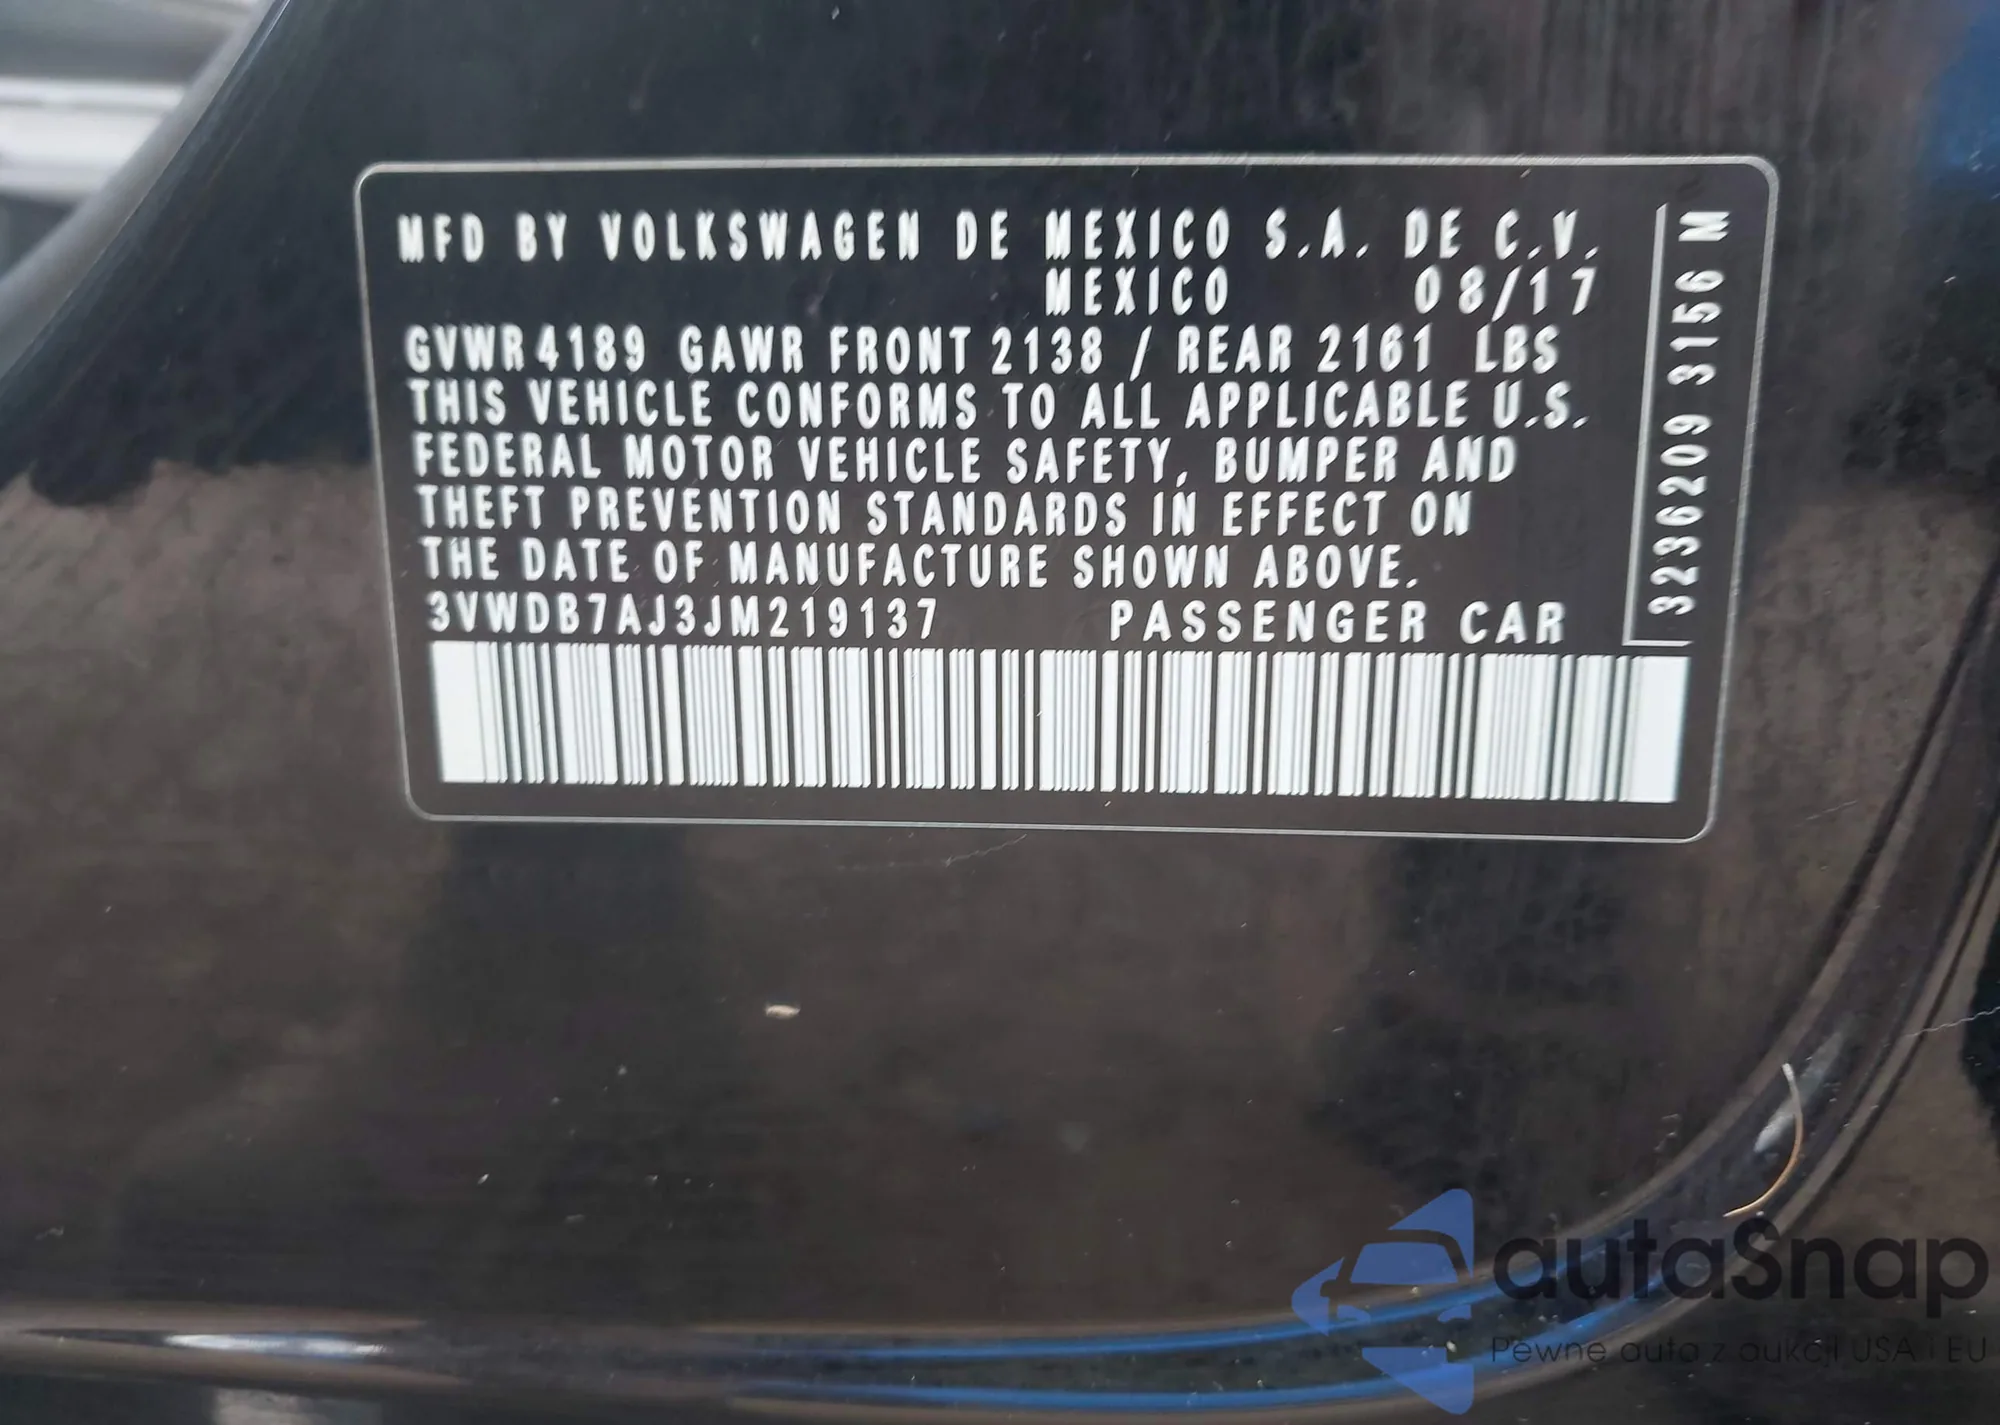 MFD BY VOLKSWAGEN DE MEXICO S.A. DE C.V.
MEXICO 08/17
GVWR 4189 GAWR FRONT 2138 / REAR 2161 LBS
THIS VEHICLE CONFORMS TO ALL APPLICABLE U.S.
FEDERAL MOTOR VEHICLE SAFETY, BUMPER AND
THEFT PREVENTION STANDARDS IN EFFECT ON
THE DATE OF MANUFACTURE SHOWN ABOVE.
3VWDB7AJ3JM219137 PASSENGER CAR
3236209 3156 M
autaSnap
Pewne auta z aukcji USA i EU